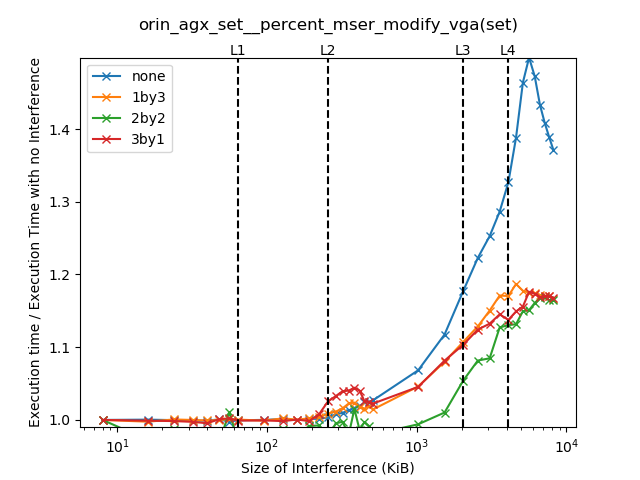 orin_agx_set__percent_mser_modify_vga(set)
L1 L2 L3 L4
none
1by3
2by2
3by1
Execution time / Execution Time with no Interference
1.4
1.3
1.2
1.1
1.0
10¹ 10² 10³ 10⁴
Size of Interference (KiB)